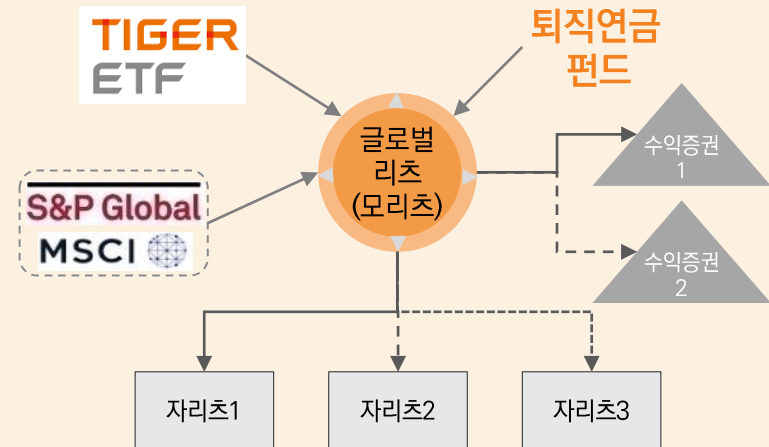 TIGER
ETF
퇴직연금
펀드
S&P Global
MSCI
글로벌
리츠
(모리츠)
수익증권
1
수익증권
2
자리츠1
자리츠2
자리츠3